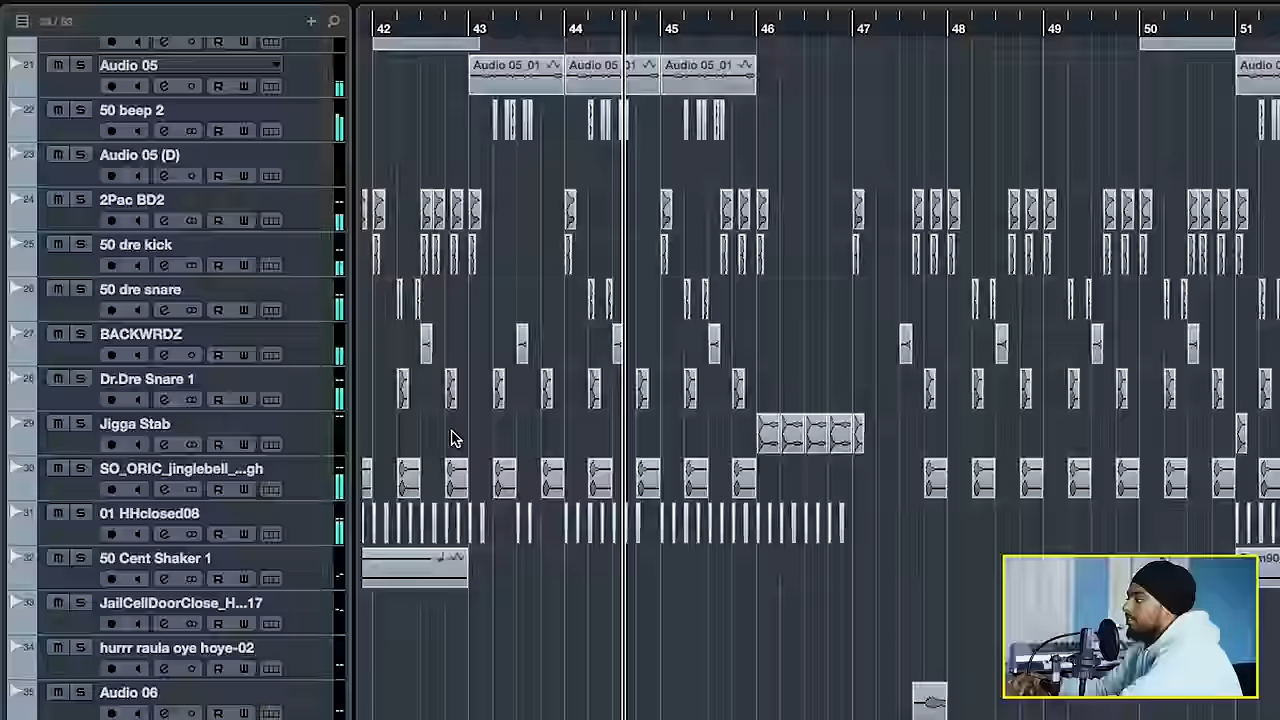 42 43 44 45 46 47 48 49 50 51
21 M S Audio 05
R W
Audio 05_01 Audio 05 01 Audio 05_01 Audio 0
22 M S 50 beep 2
R W
23 M S Audio 05 (D)
R W
24 M S 2Pac BD2
R W
25 M S 50 dre kick
R W
26 M S 50 dre snare
R W
27 M S BACKWRDZ
R W
28 M S Dr.Dre Snare 1
R W
29 M S Jigga Stab
R W
30 M S SO_ORIC_jinglebell_...gh
R W
31 M S 01 HHclosed08
R W
32 M S 50 Cent Shaker 1
R W
33 M S JailCellDoorClose_H...17
R W
34 M S hurrr raula oye hoye-02
R W
35 M S Audio 06
R W